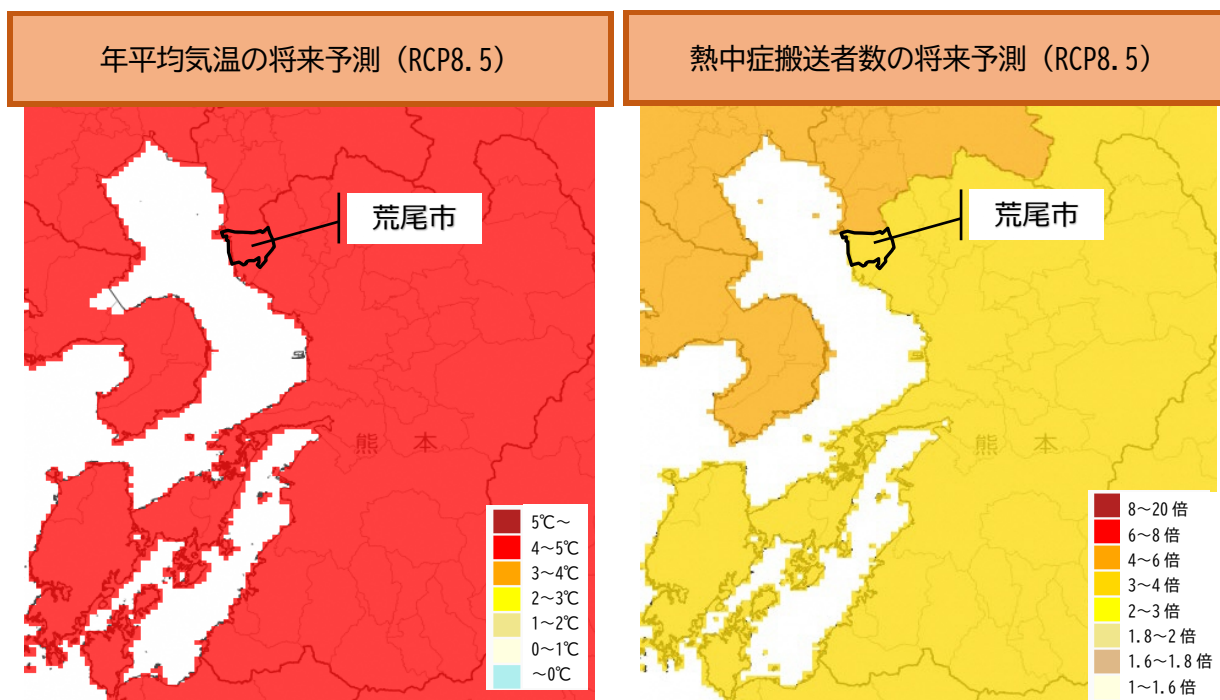 年平均気温の将来予測（RCP8.5）
荒尾市
熊 本
5℃～
4～5℃
3～4℃
2～3℃
1～2℃
0～1℃
～0℃
熱中症搬送者数の将来予測（RCP8.5）
荒尾市
熊 本
8～20 倍
6～8 倍
4～6 倍
3～4 倍
2～3 倍
1.8～2 倍
1.6～1.8 倍
1～1.6 倍